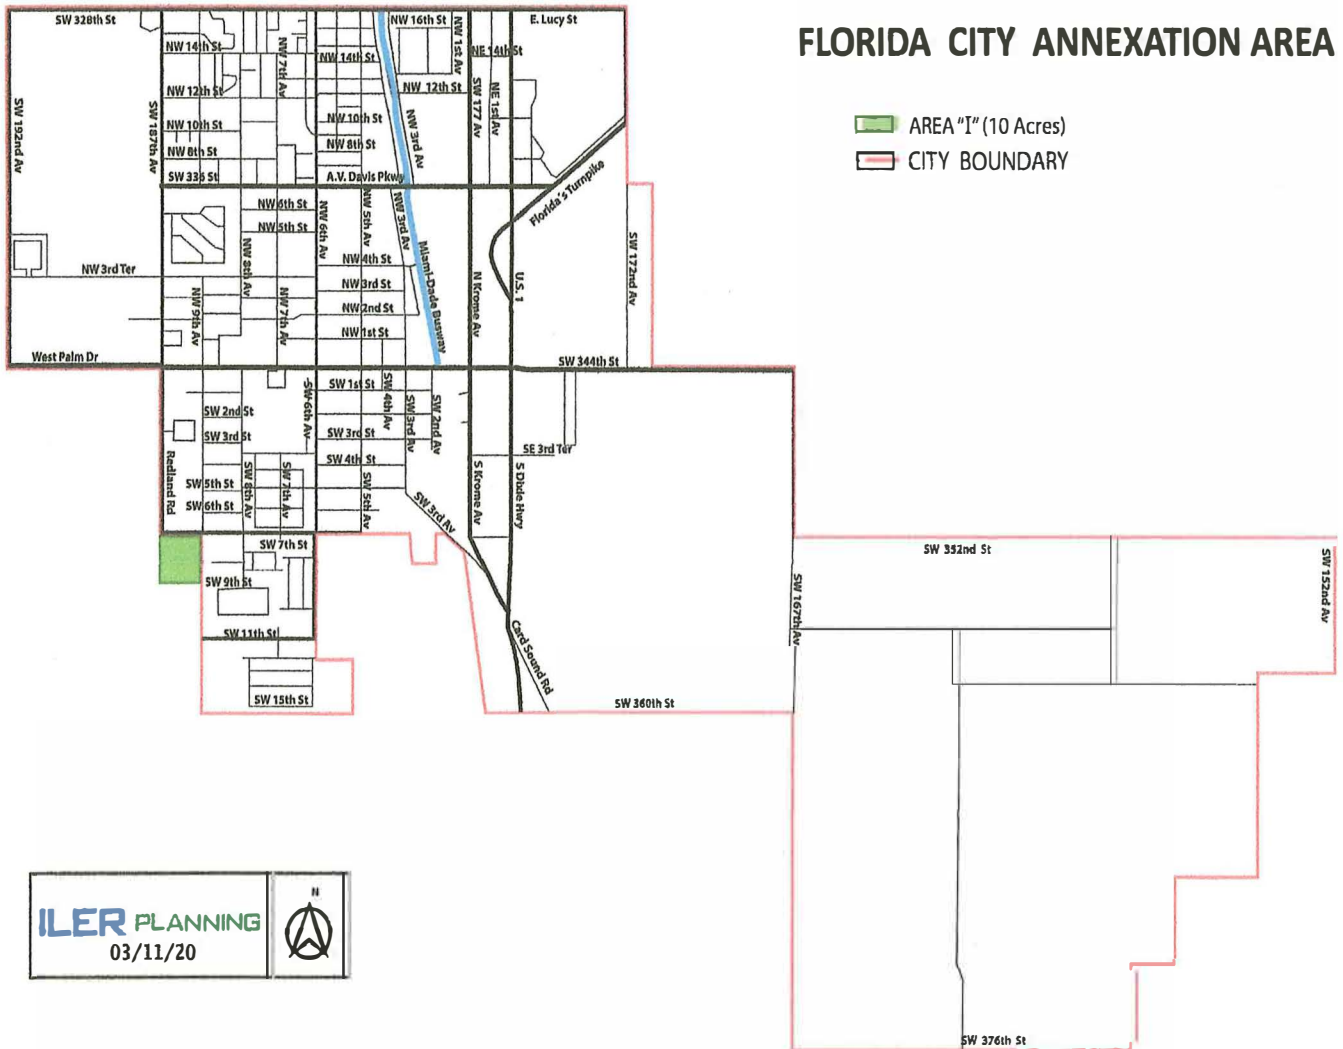 FLORIDA CITY ANNEXATION AREA
AREA "I" (10 Acres)
CITY BOUNDARY
SW 328th St
NW 16th St
E. Lucy St
NW 14th St
NW 7th Av
NW 14th St
NW 1st Av
NE 14th St
NW 12th St
NW 12th St
SW 192nd Av
SW 187th Av
SW 177 Av
NE 1st Av
NW 10th St
NW 10th St
NW 3rd Av
NW 8th St
NW 8th St
SW 336 St
A.V. Davis Pkwy
Florida's Turnpike
NW 6th St
NW 5th St
NW 6th Av
NW 5th Av
NW 3rd Av
Miami-Dade Busway
SW 172nd Av
NW 3rd Ter
NW 8th Av
NW 4th St
NW 3rd St
NW 2nd St
NW 1st St
NW 9th Av
NW 7th Av
N Krome Av
U.S. 1
West Palm Dr
SW 344th St
SW 1st St
SW 6th Av
SW 4th Av
SW 3rd Av
SW 2nd Av
SW 2nd St
SW 3rd St
SW 3rd St
SE 3rd Ter
SW 4th St
Redland Rd
SW 5th St
SW 6th St
SW 8th Av
SW 7th Av
SW 5th Av
SW 3rd Av
S Krome Av
S Dixie Hwy
SW 7th St
SW 352nd St
SW 152nd Av
SW 9th St
SW 167th Av
SW 11th St
Card Sound Rd
SW 15th St
SW 360th St
ILER PLANNING
03/11/20
N
SW 376th St